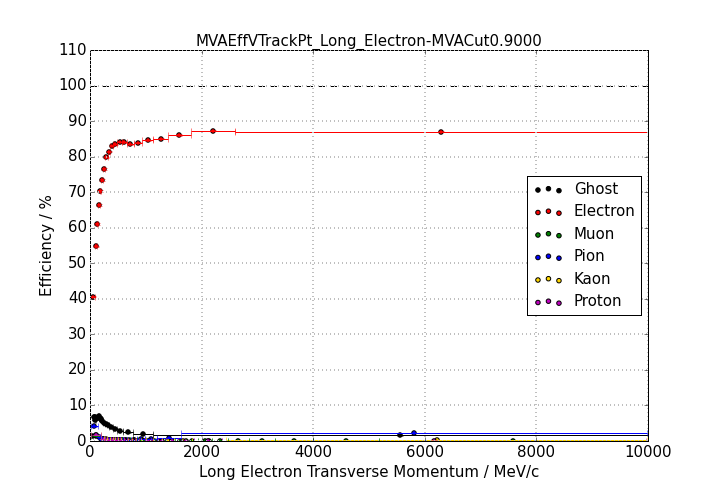 MVAEffVTrackPt_Long_Electron-MVACut0.9000
110
100
90
80
70
60
50
40
30
20
10
0
Efficiency / %
Ghost
Electron
Muon
Pion
Kaon
Proton
0 2000 4000 6000 8000 10000
Long Electron Transverse Momentum / MeV/c